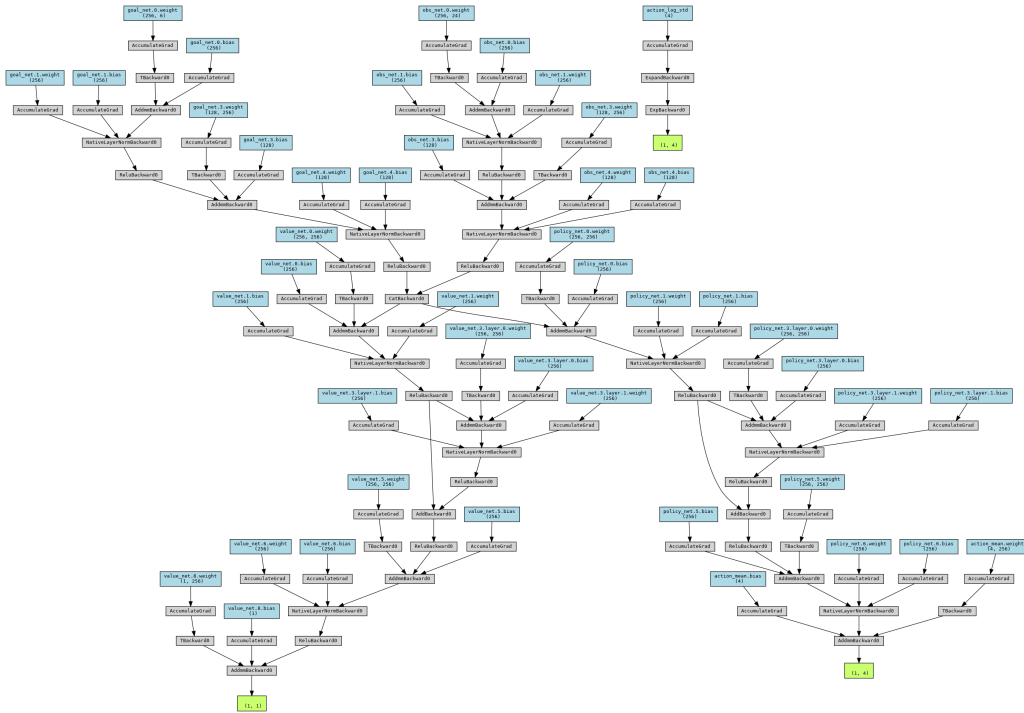 goal_net.0.weight
(256, 6)
obs_net.0.weight
(256, 24)
action_log_std
(4)
AccumulateGrad
goal_net.0.bias
(256)
AccumulateGrad
obs_net.0.bias
(256)
AccumulateGrad
goal_net.1.weight
(256)
goal_net.1.bias
(256)
TBackward0
AccumulateGrad
obs_net.1.bias
(256)
TBackward0
AccumulateGrad
obs_net.1.weight
(256)
ExpandBackward0
AccumulateGrad
AccumulateGrad
AddmmBackward0
goal_net.3.weight
(128, 256)
AccumulateGrad
AddmmBackward0
AccumulateGrad
obs_net.3.weight
(128, 256)
ExpBackward0
NativeLayerNormBackward0
AccumulateGrad
goal_net.3.bias
(128)
obs_net.3.bias
(128)
NativeLayerNormBackward0
AccumulateGrad
(1, 4)
ReluBackward0
TBackward0
AccumulateGrad
goal_net.4.weight
(128)
goal_net.4.bias
(128)
AccumulateGrad
ReluBackward0
TBackward0
obs_net.4.weight
(128)
obs_net.4.bias
(128)
AddmmBackward0
AccumulateGrad
AccumulateGrad
AddmmBackward0
AccumulateGrad
AccumulateGrad
value_net.0.weight
(256, 256)
NativeLayerNormBackward0
NativeLayerNormBackward0
policy_net.0.weight
(256, 256)
value_net.0.bias
(256)
AccumulateGrad
ReluBackward0
ReluBackward0
AccumulateGrad
policy_net.0.bias
(256)
value_net.1.bias
(256)
AccumulateGrad
TBackward0
CatBackward0
value_net.1.weight
(256)
TBackward0
AccumulateGrad
policy_net.1.weight
(256)
policy_net.1.bias
(256)
AccumulateGrad
AddmmBackward0
AccumulateGrad
value_net.3.layer.0.weight
(256, 256)
AddmmBackward0
AccumulateGrad
AccumulateGrad
policy_net.3.layer.0.weight
(256, 256)
NativeLayerNormBackward0
AccumulateGrad
value_net.3.layer.0.bias
(256)
NativeLayerNormBackward0
AccumulateGrad
policy_net.3.layer.0.bias
(256)
value_net.3.layer.1.bias
(256)
ReluBackward0
TBackward0
AccumulateGrad
value_net.3.layer.1.weight
(256)
ReluBackward0
TBackward0
AccumulateGrad
policy_net.3.layer.1.weight
(256)
policy_net.3.layer.1.bias
(256)
AccumulateGrad
AddmmBackward0
AccumulateGrad
AddmmBackward0
AccumulateGrad
AccumulateGrad
NativeLayerNormBackward0
NativeLayerNormBackward0
value_net.5.weight
(256, 256)
ReluBackward0
ReluBackward0
policy_net.5.weight
(256, 256)
AccumulateGrad
AddBackward0
value_net.5.bias
(256)
policy_net.5.bias
(256)
AddBackward0
AccumulateGrad
value_net.6.weight
(256)
value_net.6.bias
(256)
TBackward0
ReluBackward0
AccumulateGrad
AccumulateGrad
ReluBackward0
TBackward0
policy_net.6.weight
(256)
policy_net.6.bias
(256)
action_mean.weight
(4, 256)
value_net.8.weight
(1, 256)
AccumulateGrad
AccumulateGrad
AddmmBackward0
action_mean.bias
(4)
AddmmBackward0
AccumulateGrad
AccumulateGrad
AccumulateGrad
AccumulateGrad
value_net.8.bias
(1)
NativeLayerNormBackward0
AccumulateGrad
NativeLayerNormBackward0
TBackward0
TBackward0
AccumulateGrad
ReluBackward0
AddmmBackward0
AddmmBackward0
(1, 4)
(1, 1)